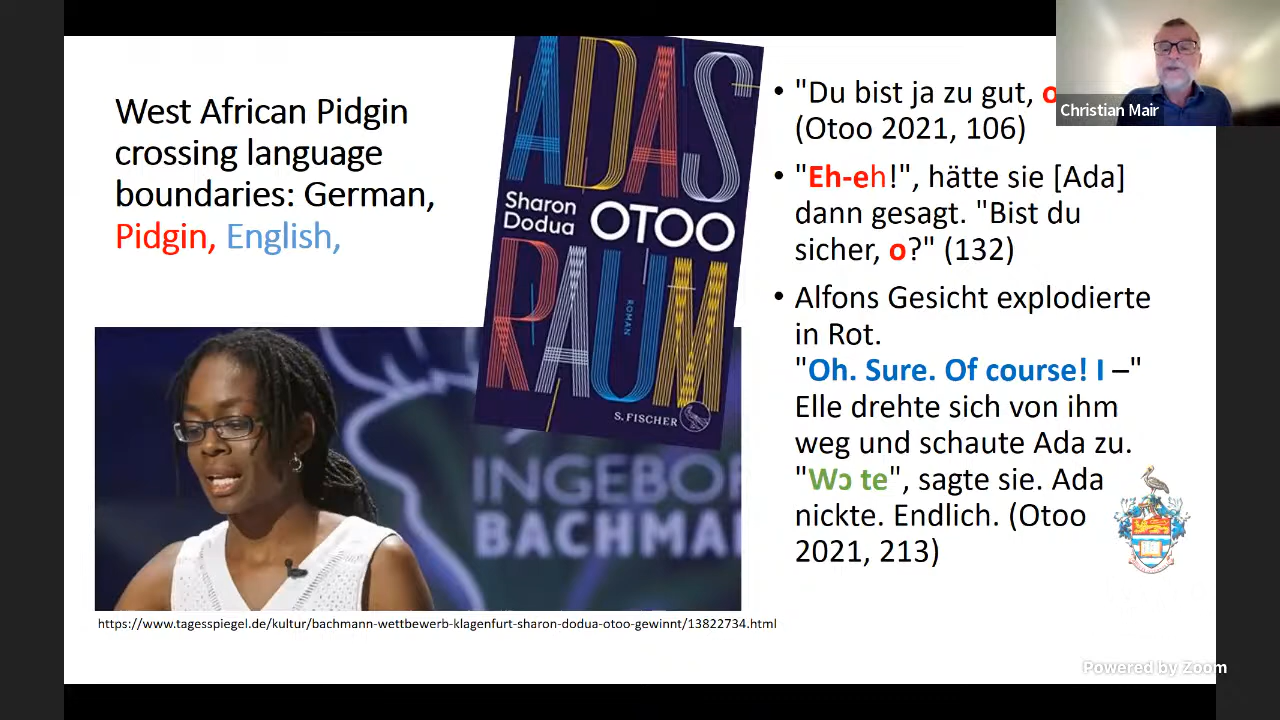 West African Pidgin
crossing language
boundaries: German,
Pidgin, English,
ADA'S
Sharon
Dodua OTOO
RAUM
ROMAN
S. FISCHER
INGEBOR
BACHMA
https://www.tagesspiegel.de/kultur/bachmann-wettbewerb-klagenfurt-sharon-dodua-otoo-gewinnt/13822734.html
• "Du bist ja zu gut, o
(Otoo 2021, 106)
• "Eh-eh!", hätte sie [Ada]
dann gesagt. "Bist du
sicher, o?" (132)
• Alfons Gesicht explodierte
in Rot.
"Oh. Sure. Of course! I –"
Elle drehte sich von ihm
weg und schaute Ada zu.
"Wɔ te", sagte sie. Ada
nickte. Endlich. (Otoo
2021, 213)
Christian Mair
Powered by Zoom